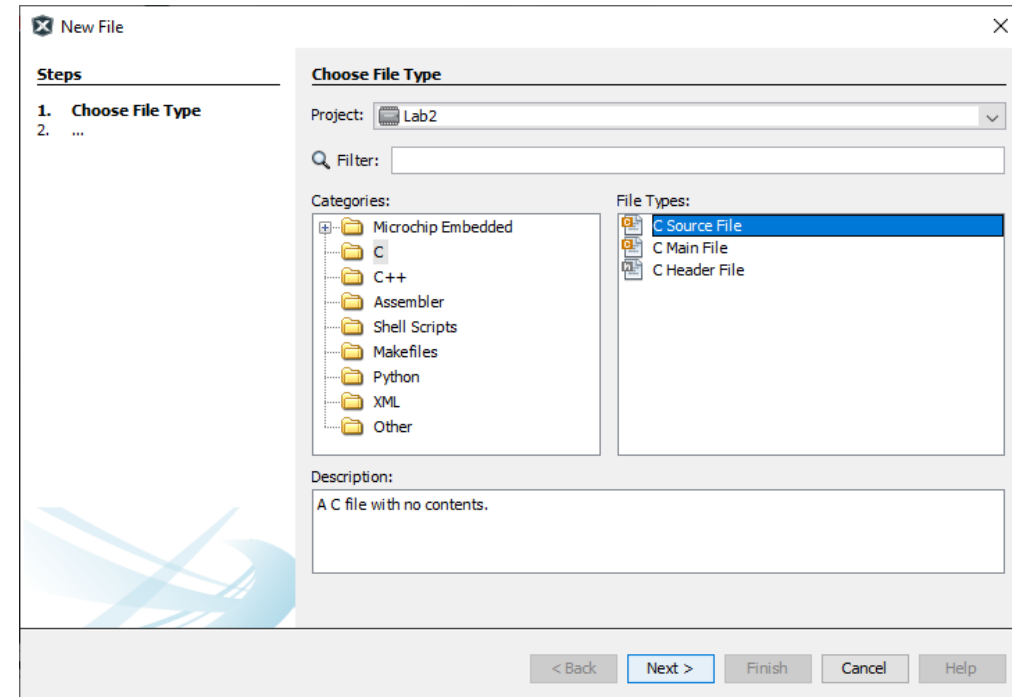 New File
Steps
1. Choose File Type
2. ...
Choose File Type
Project: Lab2
Filter:
Categories:
Microchip Embedded
C
C++
Assembler
Shell Scripts
Makefiles
Python
XML
Other
File Types:
C Source File
C Main File
C Header File
Description:
A C file with no contents.
< Back Next > Finish Cancel Help